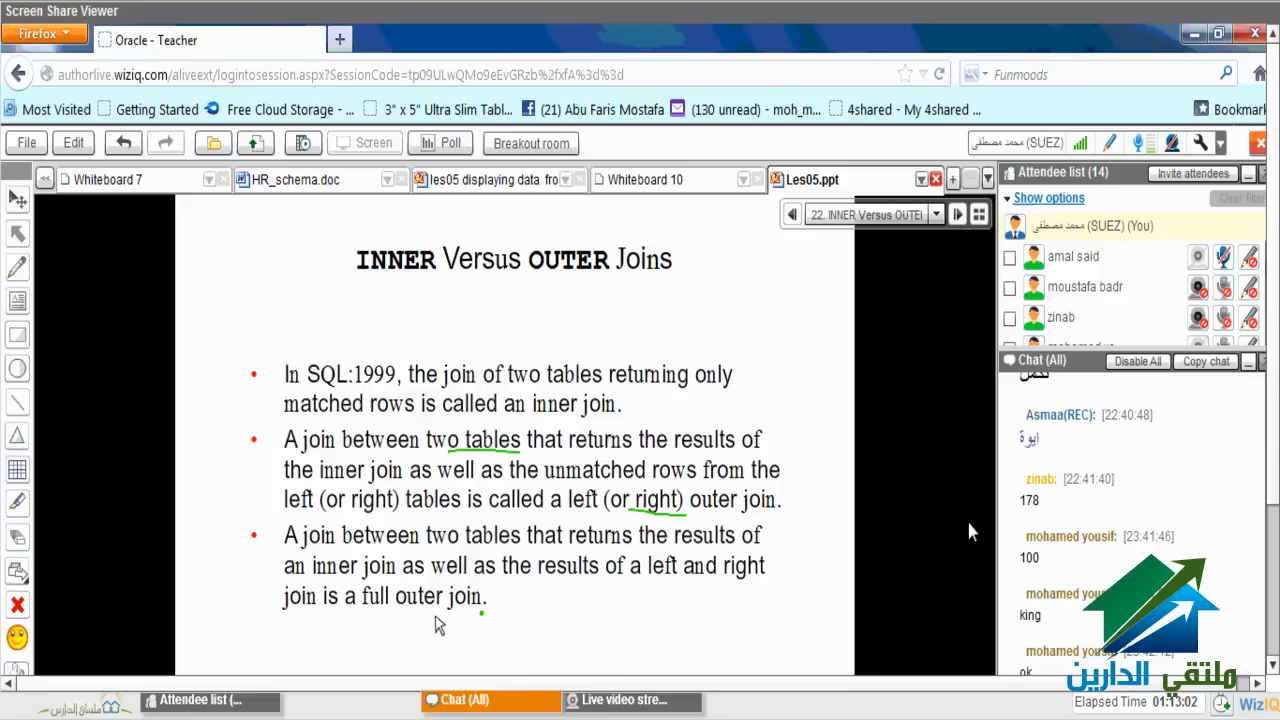 Screen Share Viewer
Firefox
Oracle - Teacher
authorlive.wiziq.com/aliveext/logintosession.aspx?SessionCode=tp09ULwQMo9eEvGRzb%2fxfA%3d%3d
Funmoods
Most Visited Getting Started Free Cloud Storage - ... 3" x 5" Ultra Slim Tabl... (21) Abu Faris Mostafa (130 unread) - moh_m... 4shared - My 4shared ... Bookmark
File Edit Screen Poll Breakout room محمد مصطفى (SUEZ)
Whiteboard 7 HR_schema.doc les05 displaying data fro Whiteboard 10 Les05.ppt
Attendee list (14) Invite attendees
Show options Clear filter
22. INNER Versus OUTEI
محمد مصطفى (SUEZ) (You)
amal said
moustafa badr
zinab
INNER Versus OUTER Joins
• In SQL:1999, the join of two tables returning only
matched rows is called an inner join.
• A join between two tables that returns the results of
the inner join as well as the unmatched rows from the
left (or right) tables is called a left (or right) outer join.
• A join between two tables that returns the results of
an inner join as well as the results of a left and right
join is a full outer join.
Chat (All) Disable All Copy chat
Asmaa(REC): [22:40:48]
ايوة
zinab: [22:41:40]
178
mohamed yousif: [23:41:46]
100
king
ok
ملتقي الدارين
Attendee list (... Chat (All) Live video stre...
Elapsed Time 01:13:02 WizIQ